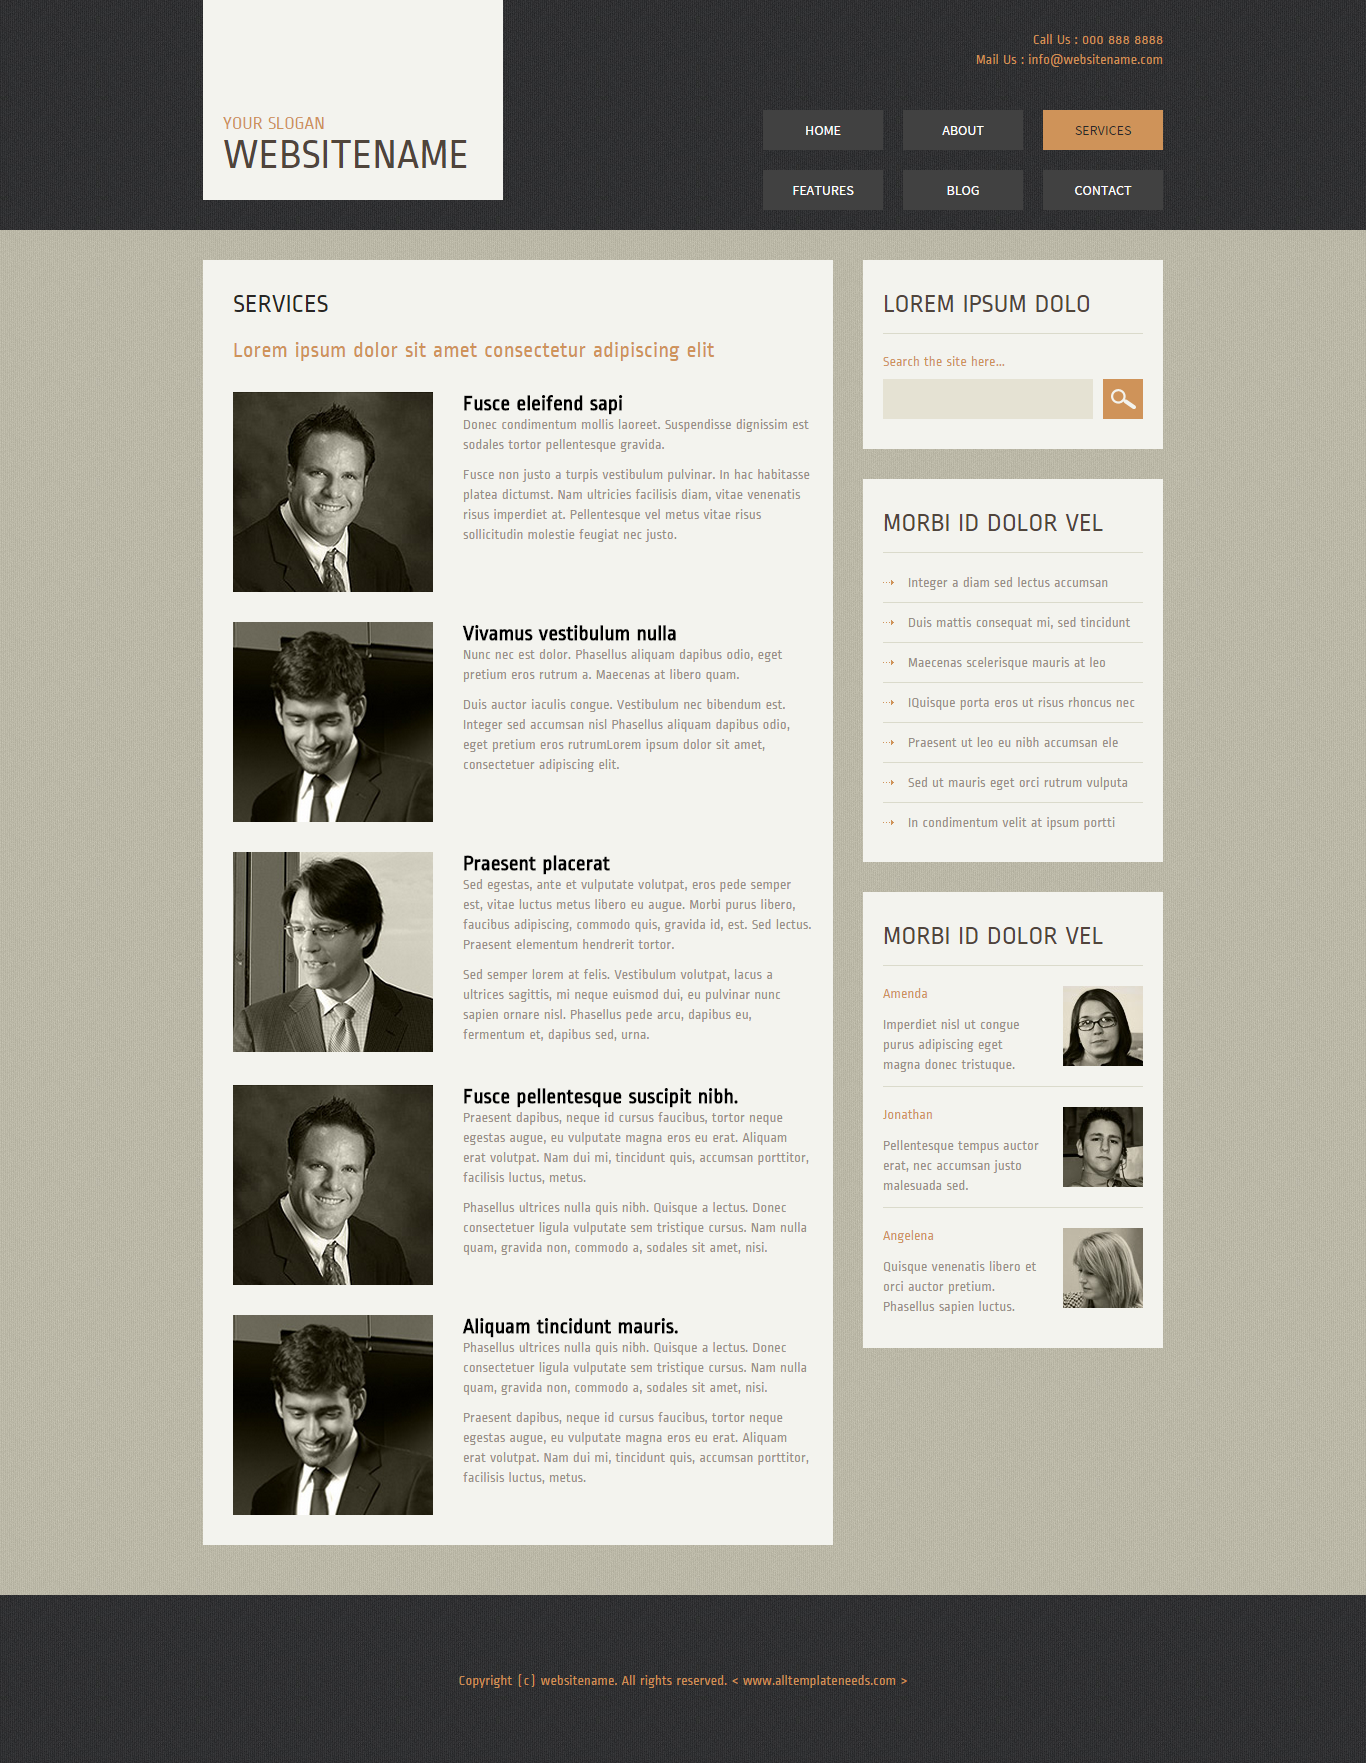 Call Us : 000 888 8888
Mail Us : info@websitename.com
YOUR SLOGAN
WEBSITENAME
HOME
ABOUT
SERVICES
FEATURES
BLOG
CONTACT
SERVICES
Lorem ipsum dolor sit amet consectetur adipiscing elit
Fusce eleifend sapi
Donec condimentum mollis laoreet. Suspendisse dignissim est
sodales tortor pellentesque gravida.
Fusce non justo a turpis vestibulum pulvinar. In hac habitasse
platea dictumst. Nam ultricies facilisis diam, vitae venenatis
risus imperdiet at. Pellentesque vel metus vitae risus
sollicitudin molestie feugiat nec justo.
Vivamus vestibulum nulla
Nunc nec est dolor. Phasellus aliquam dapibus odio, eget
pretium eros rutrum a. Maecenas at libero quam.
Duis auctor iaculis congue. Vestibulum nec bibendum est.
Integer sed accumsan nisl Phasellus aliquam dapibus odio,
eget pretium eros rutrumLorem ipsum dolor sit amet,
consectetuer adipiscing elit.
Praesent placerat
Sed egestas, ante et vulputate volutpat, eros pede semper
est, vitae luctus metus libero eu augue. Morbi purus libero,
faucibus adipiscing, commodo quis, gravida id, est. Sed lectus.
Praesent elementum hendrerit tortor.
Sed semper lorem at felis. Vestibulum volutpat, lacus a
ultrices sagittis, mi neque euismod dui, eu pulvinar nunc
sapien ornare nisl. Phasellus pede arcu, dapibus eu,
fermentum et, dapibus sed, urna.
Fusce pellentesque suscipit nibh.
Praesent dapibus, neque id cursus faucibus, tortor neque
egestas augue, eu vulputate magna eros eu erat. Aliquam
erat volutpat. Nam dui mi, tincidunt quis, accumsan porttitor,
facilisis luctus, metus.
Phasellus ultrices nulla quis nibh. Quisque a lectus. Donec
consectetuer ligula vulputate sem tristique cursus. Nam nulla
quam, gravida non, commodo a, sodales sit amet, nisi.
Aliquam tincidunt mauris.
Phasellus ultrices nulla quis nibh. Quisque a lectus. Donec
consectetuer ligula vulputate sem tristique cursus. Nam nulla
quam, gravida non, commodo a, sodales sit amet, nisi.
Praesent dapibus, neque id cursus faucibus, tortor neque
egestas augue, eu vulputate magna eros eu erat. Aliquam
erat volutpat. Nam dui mi, tincidunt quis, accumsan porttitor,
facilisis luctus, metus.
LOREM IPSUM DOLO
Search the site here...
MORBI ID DOLOR VEL
Integer a diam sed lectus accumsan
Duis mattis consequat mi, sed tincidunt
Maecenas scelerisque mauris at leo
IQuisque porta eros ut risus rhoncus nec
Praesent ut leo eu nibh accumsan ele
Sed ut mauris eget orci rutrum vulputa
In condimentum velit at ipsum portti
MORBI ID DOLOR VEL
Amenda
Imperdiet nisl ut congue
purus adipiscing eget
magna donec tristuque.
Jonathan
Pellentesque tempus auctor
erat, nec accumsan justo
malesuada sed.
Angelena
Quisque venenatis libero et
orci auctor pretium.
Phasellus sapien luctus.
Copyright (c) websitename. All rights reserved. < www.alltemplateneeds.com >